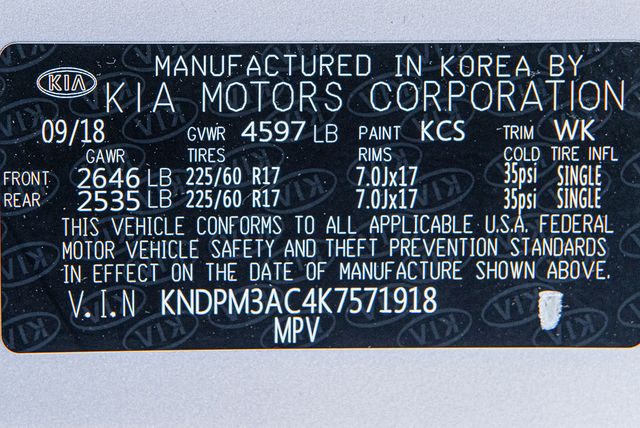 MANUFACTURED IN KOREA BY
KIA KIA MOTORS CORPORATION
09/18 GVWR 4597 LB PAINT KCS TRIM WK
GAWR TIRES RIMS COLD TIRE INFL
FRONT 2646 LB 225/60 R17 7.0Jx17 35psi SINGLE
REAR 2535 LB 225/60 R17 7.0Jx17 35psi SINGLE
THIS VEHICLE CONFORMS TO ALL APPLICABLE U.S.A. FEDERAL
MOTOR VEHICLE SAFETY AND THEFT PREVENTION STANDARDS
IN EFFECT ON THE DATE OF MANUFACTURE SHOWN ABOVE.
V.I.N KNDPM3AC4K7571918
MPV